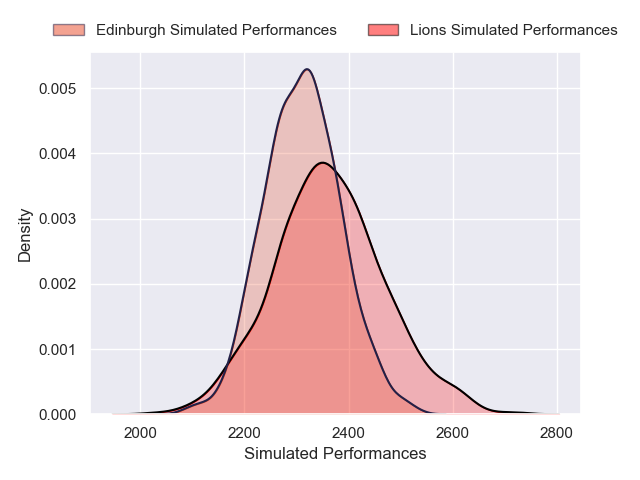 Edinburgh Simulated Performances
Lions Simulated Performances
0.005
0.004
0.003
0.002
0.001
0.000
Density
2000
2200
2400
2600
2800
Simulated Performances